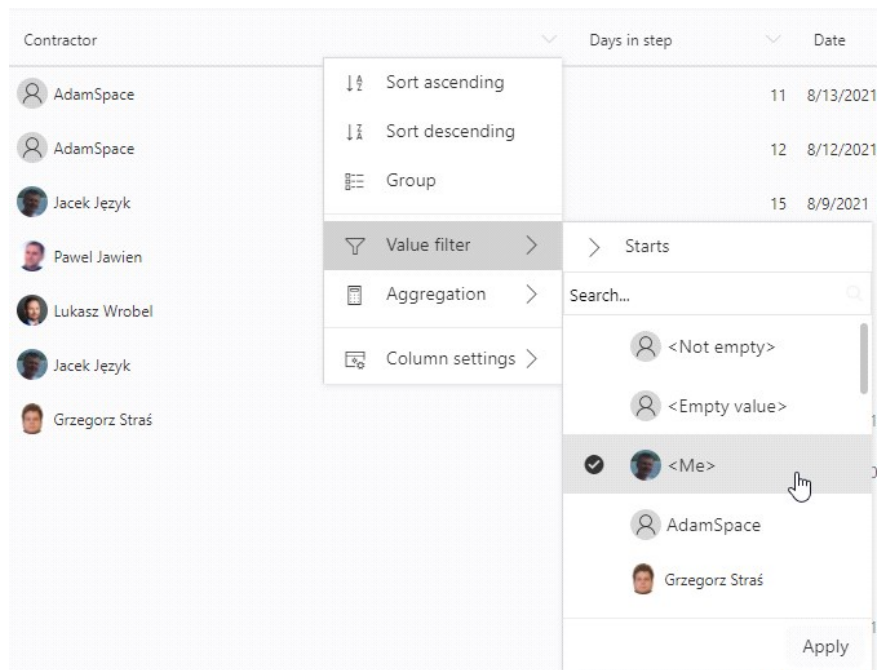 Contractor Days in step Date
AdamSpace 11 8/13/2021
AdamSpace 12 8/12/2021
Jacek Język 15 8/9/2021
Pawel Jawien
Lukasz Wrobel
Jacek Język
Grzegorz Straś
Sort ascending
Sort descending
Group
Value filter
Aggregation
Column settings
Starts
Search...
<Not empty>
<Empty value>
<Me>
AdamSpace
Grzegorz Straś
Apply